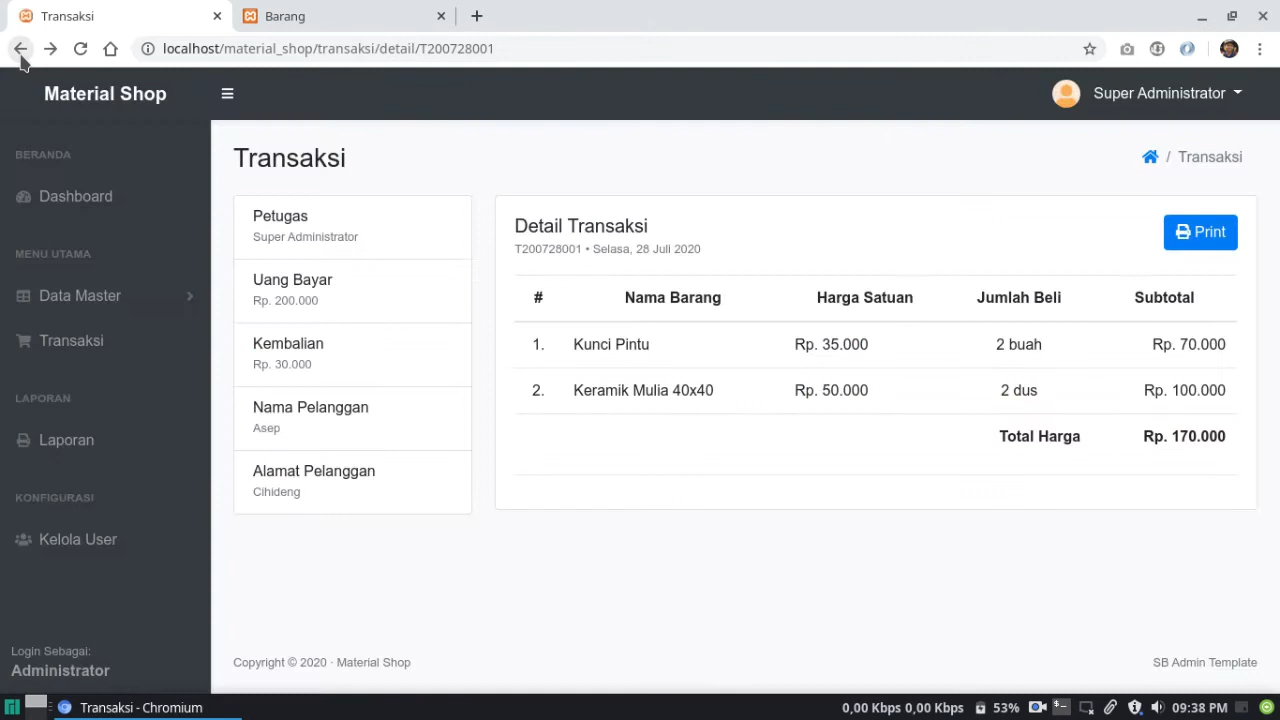 Transaksi
Barang
localhost/material_shop/transaksi/detail/T200728001
Material Shop
Super Administrator
BERANDA
Dashboard
MENU UTAMA
Data Master
Transaksi
LAPORAN
Laporan
KONFIGURASI
Kelola User
Login Sebagai:
Administrator
Transaksi
/ Transaksi
Petugas
Super Administrator
Uang Bayar
Rp. 200.000
Kembalian
Rp. 30.000
Nama Pelanggan
Asep
Alamat Pelanggan
Cihideng
Detail Transaksi
T200728001 • Selasa, 28 Juli 2020
Print
# Nama Barang Harga Satuan Jumlah Beli Subtotal
1. Kunci Pintu Rp. 35.000 2 buah Rp. 70.000
2. Keramik Mulia 40x40 Rp. 50.000 2 dus Rp. 100.000
Total Harga Rp. 170.000
Copyright © 2020 · Material Shop
SB Admin Template
Transaksi - Chromium
0,00 Kbps 0,00 Kbps 53% 09:38 PM